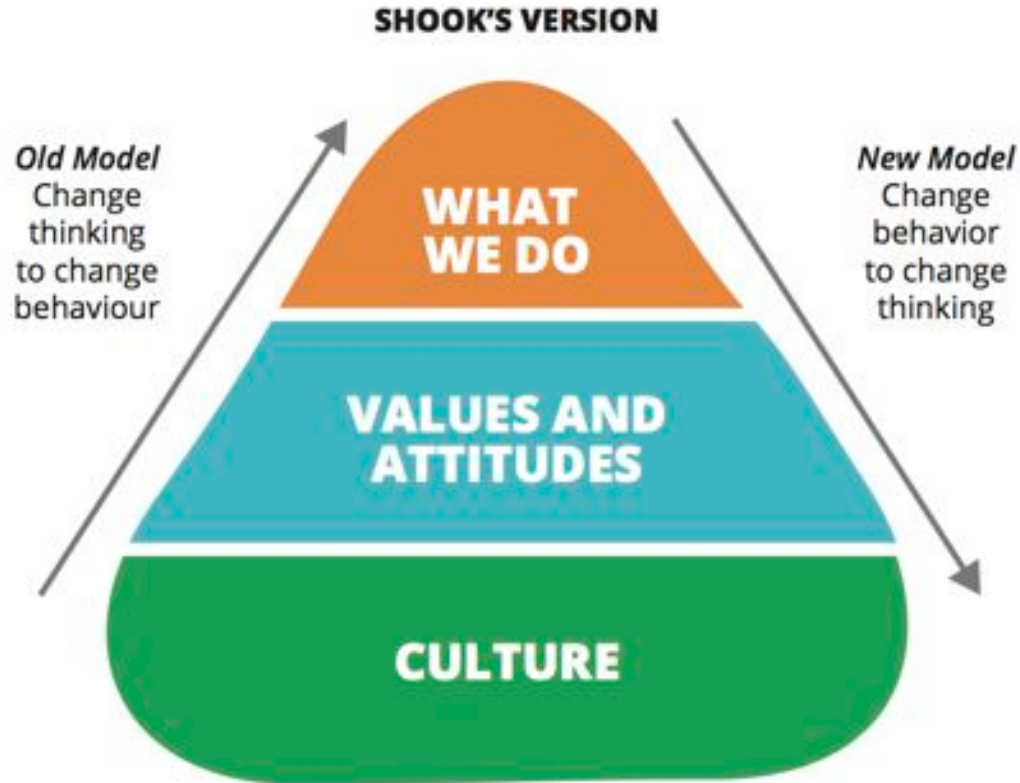 SHOOK'S VERSION
Old Model
Change
thinking
to change
behaviour
New Model
Change
behavior
to change
thinking
WHAT
WE DO
VALUES AND
ATTITUDES
CULTURE